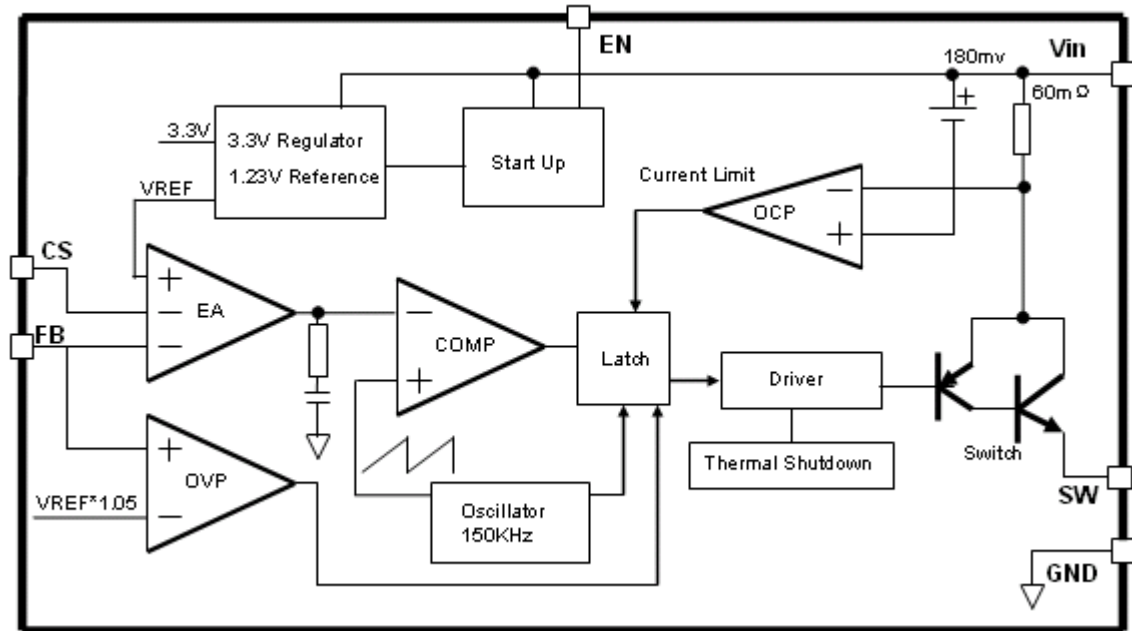 EN
Vin
180mv
60mΩ
3.3V
3.3V Regulator
1.23V Reference
Start Up
VREF
Current Limit
OCP
CS
EA
FB
COMP
Latch
Driver
Thermal Shutdown
Switch
SW
OVP
VREF*1.05
Oscillator
150KHz
GND
+
−
+
+
−
−
−
+
+
−